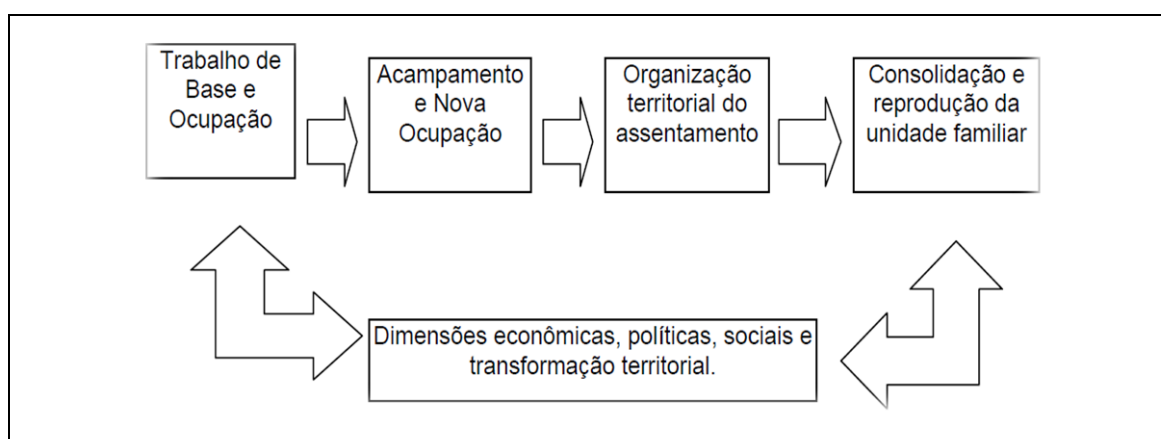 Trabalho de
Base e
Ocupação
Acampamento
e Nova
Ocupação
Organização
territorial do
assentamento
Consolidação e
reprodução da
unidade familiar
Dimensões econômicas, políticas, sociais e
transformação territorial.